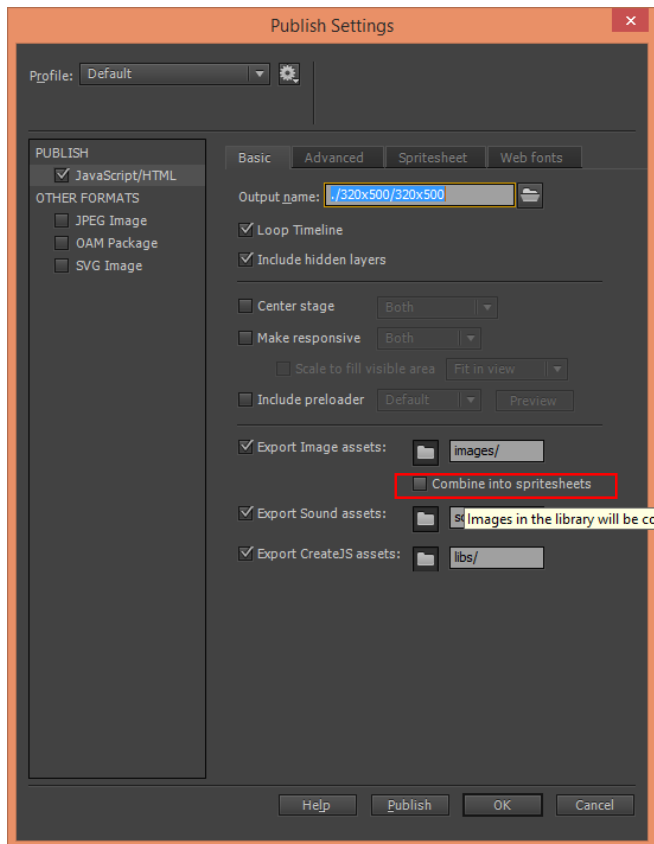 Publish Settings
Profile: Default
PUBLISH
JavaScript/HTML
OTHER FORMATS
JPEG Image
OAM Package
SVG Image
Basic Advanced Spritesheet Web fonts
Output name: ./320x500/320x500
Loop Timeline
Include hidden layers
Center stage Both
Make responsive Both
Scale to fill visible area Fit in view
Include preloader Default Preview
Export Image assets: images/
Combine into spritesheets
Export Sound assets:
Images in the library will be
Export CreateJS assets: libs/
Help Publish OK Cancel